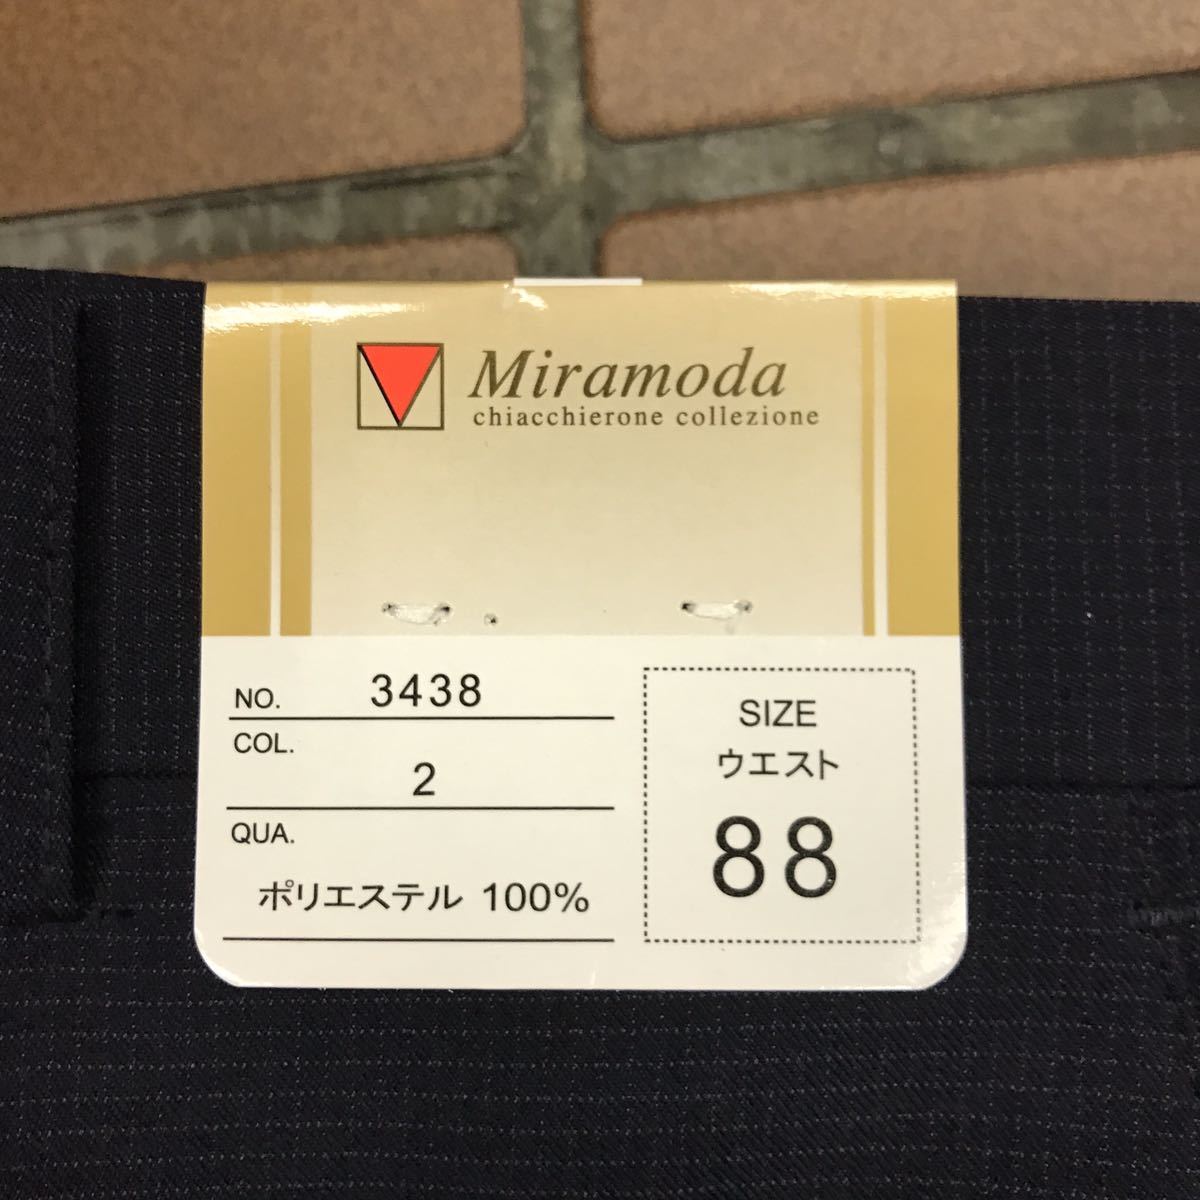 Miramoda
chiacchierone collezione
NO. 3438
COL.
2
QUA.
ポリエステル 100%
SIZE
ウエスト
88